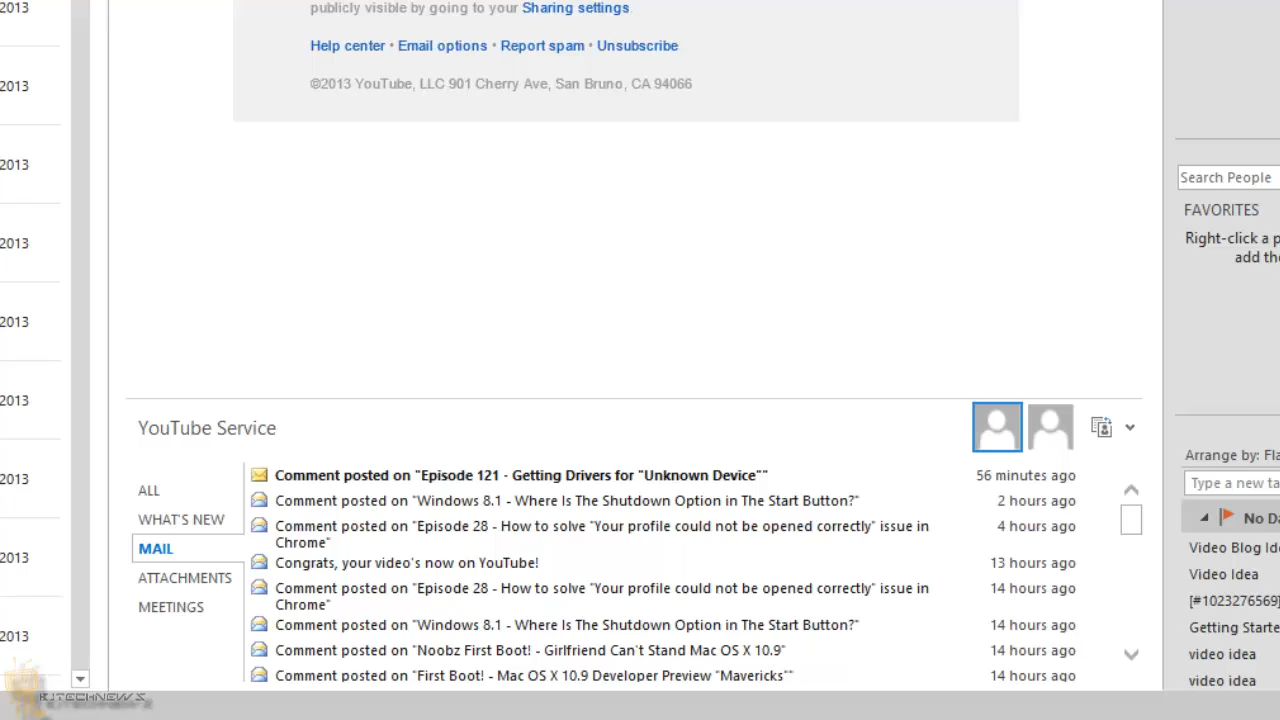 2013
2013
2013
2013
2013
2013
2013
2013
2013
publicly visible by going to your Sharing settings.
Help center • Email options • Report spam • Unsubscribe
©2013 YouTube, LLC 901 Cherry Ave, San Bruno, CA 94066
YouTube Service
ALL
WHAT'S NEW
MAIL
ATTACHMENTS
MEETINGS
Comment posted on "Episode 121 - Getting Drivers for "Unknown Device"" 56 minutes ago
Comment posted on "Windows 8.1 - Where Is The Shutdown Option in The Start Button?" 2 hours ago
Comment posted on "Episode 28 - How to solve "Your profile could not be opened correctly" issue in 4 hours ago
Chrome"
Congrats, your video's now on YouTube! 13 hours ago
Comment posted on "Episode 28 - How to solve "Your profile could not be opened correctly" issue in 14 hours ago
Chrome"
Comment posted on "Windows 8.1 - Where Is The Shutdown Option in The Start Button?" 14 hours ago
Comment posted on "Noobz First Boot! - Girlfriend Can't Stand Mac OS X 10.9" 14 hours ago
Comment posted on "First Boot! - Mac OS X 10.9 Developer Preview "Mavericks"" 14 hours ago
Search People
FAVORITES
Right-click a p
add the
Arrange by: Fla
Type a new ta
No Da
Video Blog Ide
Video Idea
[#1023276569]
Getting Starte
video idea
video idea